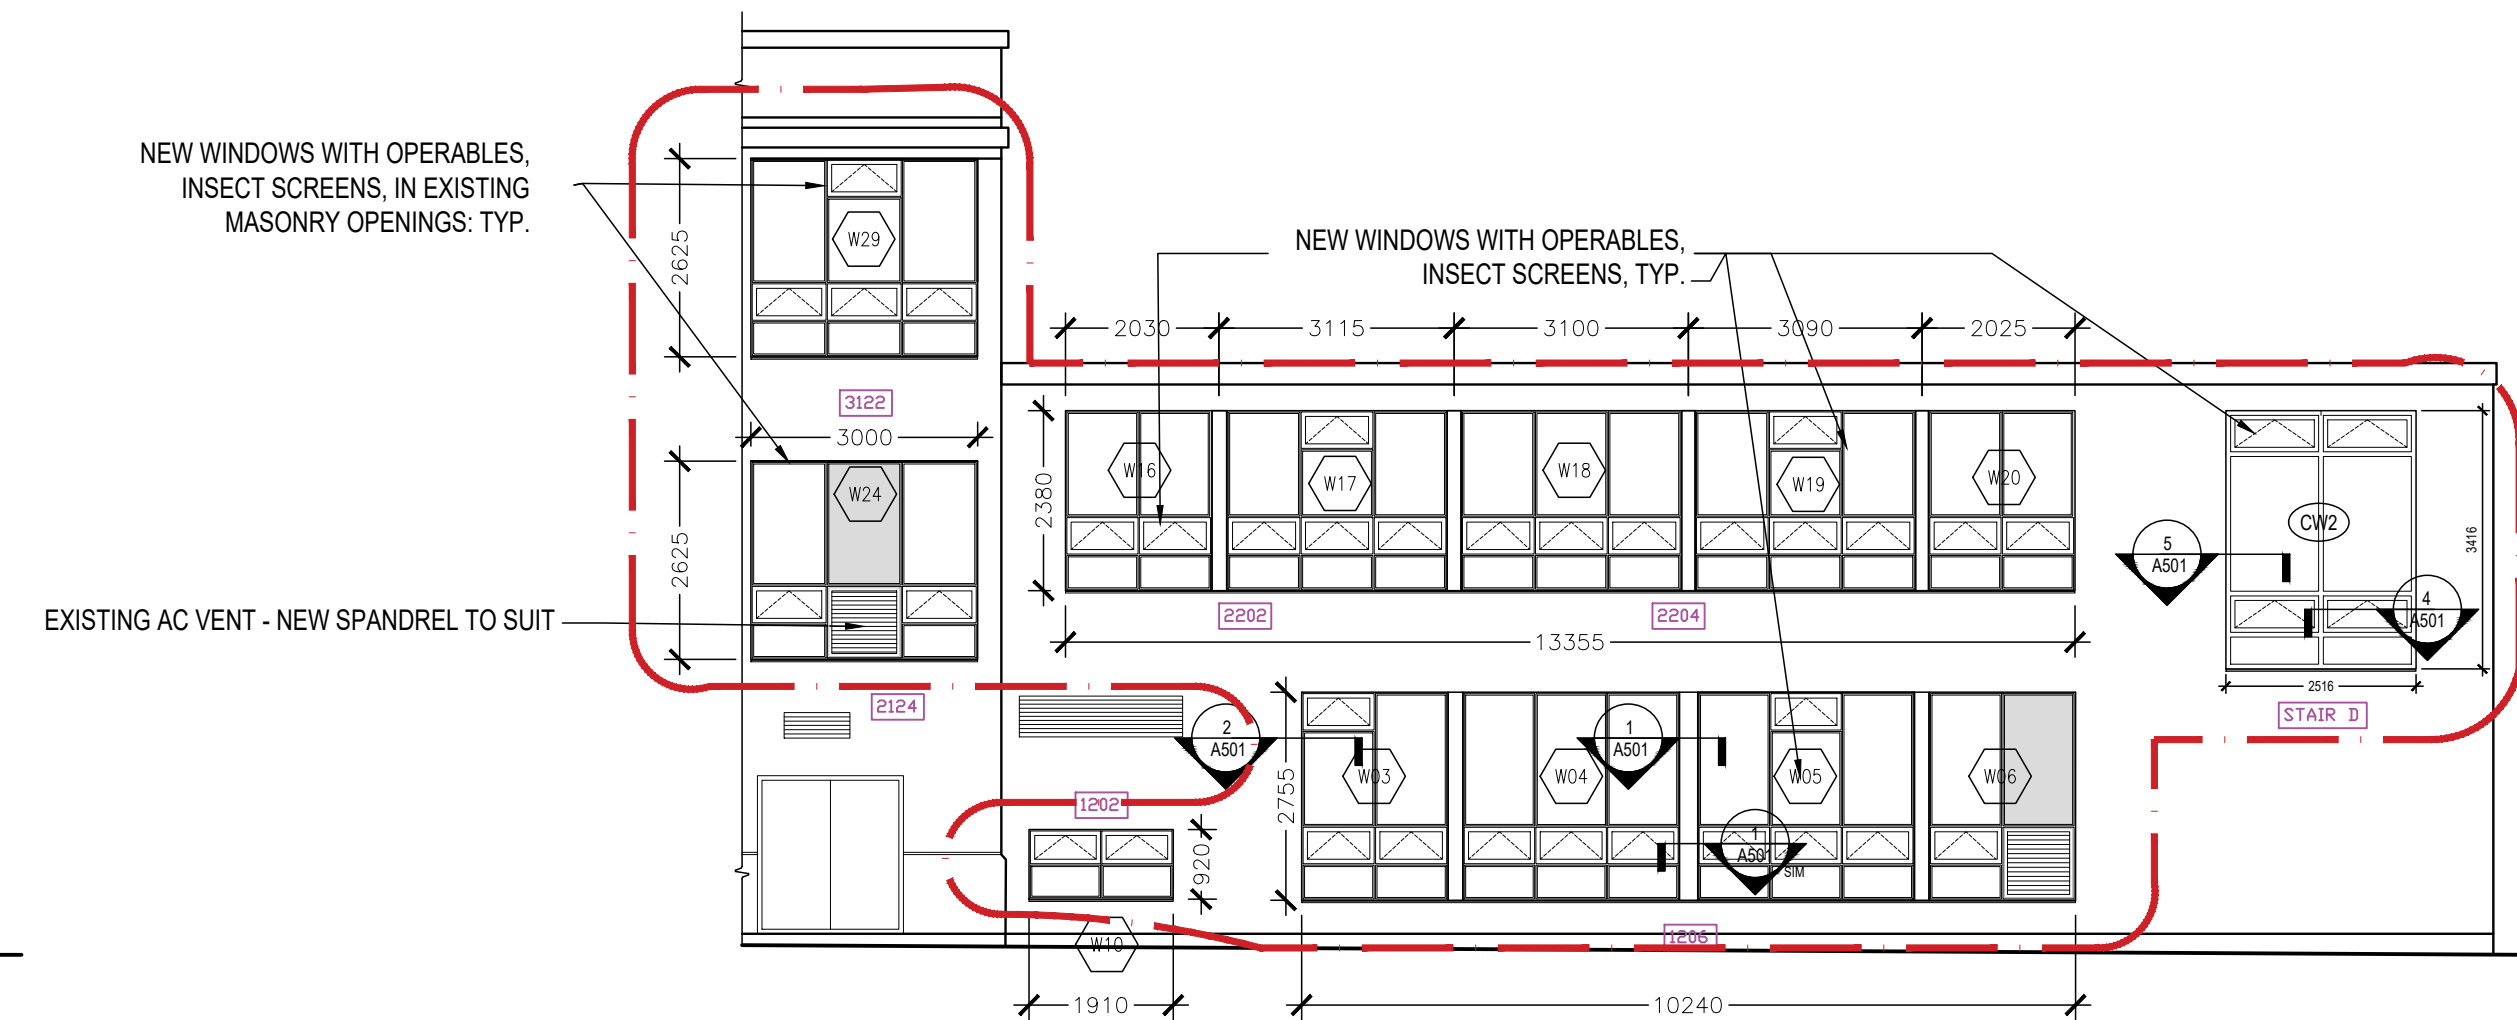 NEW WINDOWS WITH OPERABLES,
INSECT SCREENS, IN EXISTING
MASONRY OPENINGS: TYP.
2625
W29
NEW WINDOWS WITH OPERABLES,
INSECT SCREENS, TYP.
2030
3115
3100
3090
2025
3122
3000
2380
W16
W17
W18
W19
W20
W24
2625
CW2
3416
5
A501
4
A501
EXISTING AC VENT - NEW SPANDREL TO SUIT
2202
2204
13355
2516
STAIR D
2124
2
A501
1
A501
2755
W03
W04
W05
W06
1202
920
1
A501
SIM
W10
1206
1910
10240